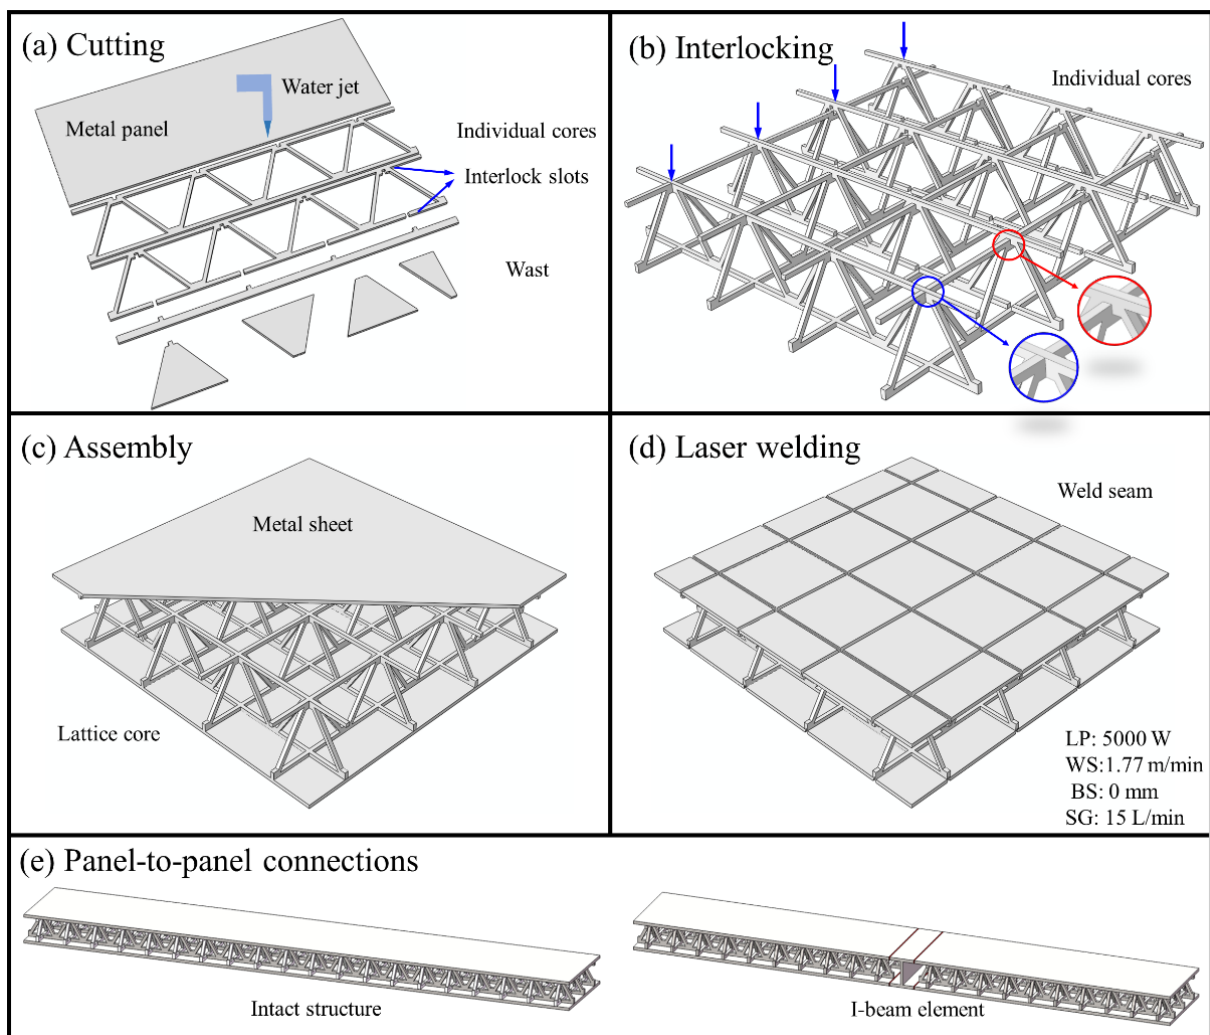 (a) Cutting
Water jet
Metal panel
Individual cores
Interlock slots
Wast
(b) Interlocking
Individual cores
(c) Assembly
Metal sheet
Lattice core
(d) Laser welding
Weld seam
LP: 5000 W
WS:1.77 m/min
BS: 0 mm
SG: 15 L/min
(e) Panel-to-panel connections
Intact structure
I-beam element